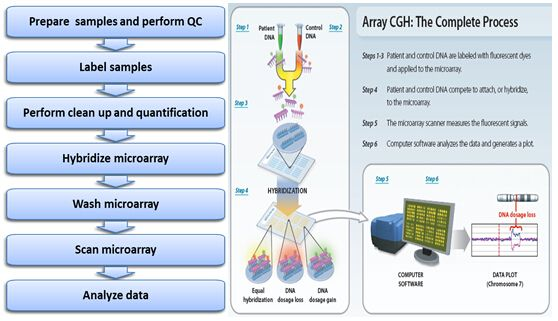 Prepare samples and perform QC
Label samples
Perform clean up and quantification
Hybridize microarray
Wash microarray
Scan microarray
Analyze data
Step 1
Patient
DNA
Control
DNA
Step 2
Step 3
Step 4
HYBRIDIZATION
Equal
hybridization
DNA
dosage loss
DNA
dosage gain
Array CGH: The Complete Process
Steps 1-3 Patient and control DNA are labeled with fluorescent dyes
and applied to the microarray.
Step 4 Patient and control DNA compete to attach, or hybridize,
to the microarray.
Step 5 The microarray scanner measures the fluorescent signals.
Step 6 Computer software analyzes the data and generates a plot.
Step 5
Step 6
DNA dosage loss
COMPUTER
SOFTWARE
DATA PLOT
(Chromosome 7)